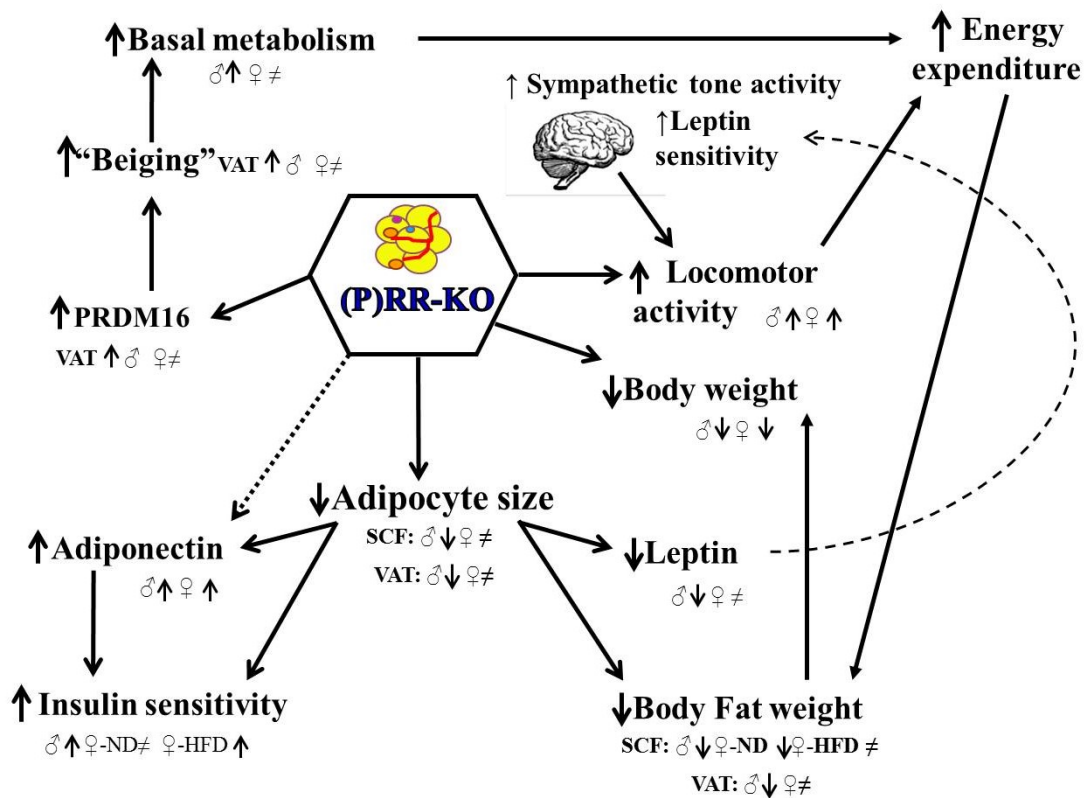 ↑Basal metabolism
♂↑♀≠
↑ Energy
expenditure
↑ Sympathetic tone activity
↑Leptin
sensitivity
↑“Beiging” VAT ↑♂ ♀≠
(P)RR-KO
↑ Locomotor
activity ♂↑♀↑
↑PRDM16
VAT ↑♂ ♀≠
↓Body weight
♂↓♀ ↓
↓Adipocyte size
SCF: ♂↓♀ ≠
VAT: ♂↓ ♀≠
↑Adiponectin
♂↑♀ ↑
↓Leptin
♂↓♀ ≠
↑Insulin sensitivity
♂↑♀-ND≠ ♀-HFD↑
↓Body Fat weight
SCF: ♂↓♀-ND ↓♀-HFD ≠
VAT: ♂↓ ♀≠